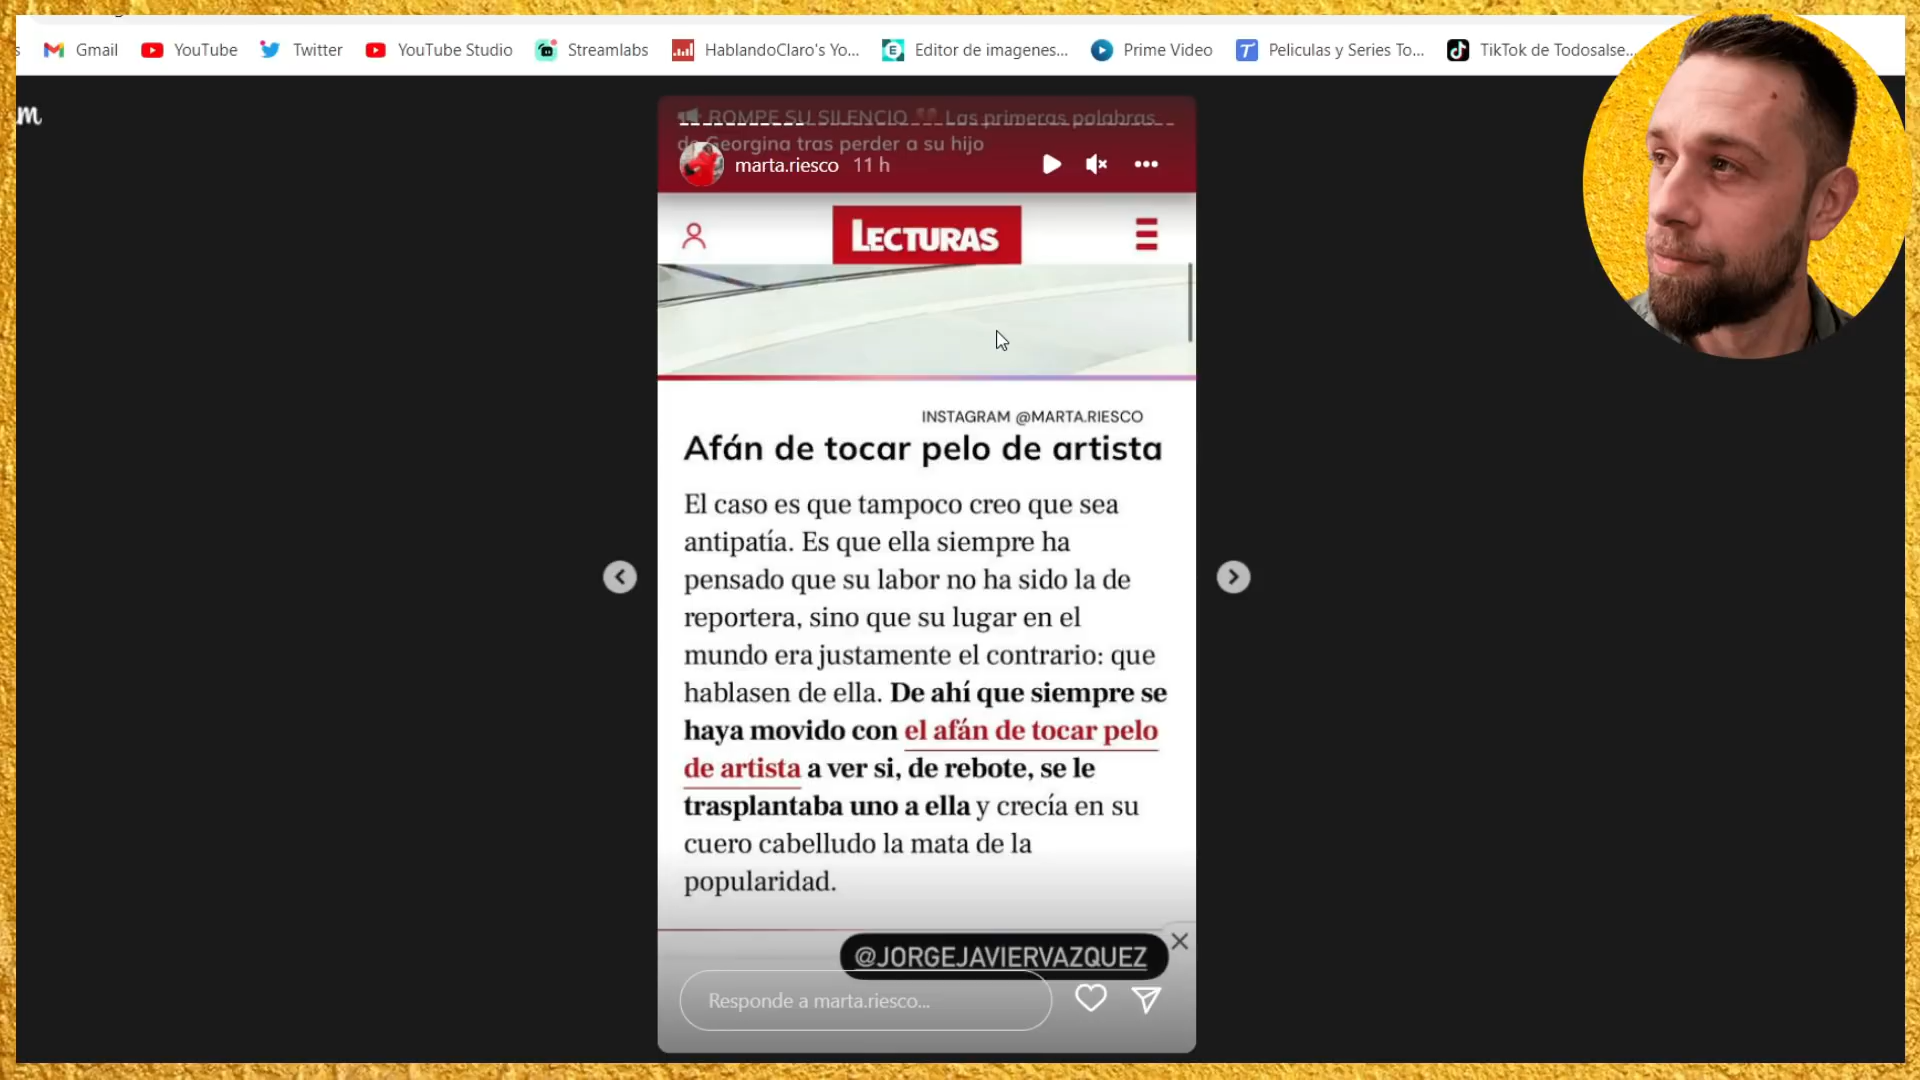 Gmail
YouTube
Twitter
YouTube Studio
Streamlabs
HablandoClaro's Yo...
Editor de imagenes...
Prime Video
Peliculas y Series To...
TikTok de Todosalse...
m
ROMPE SU SILENCIO Las primeras palabras
de Georgina tras perder a su hijo
marta.riesco 11 h
LECTURAS
INSTAGRAM @MARTA.RIESCO
Afán de tocar pelo de artista
El caso es que tampoco creo que sea
antipatía. Es que ella siempre ha
pensado que su labor no ha sido la de
reportera, sino que su lugar en el
mundo era justamente el contrario: que
hablasen de ella. De ahí que siempre se
haya movido con el afán de tocar pelo
de artista a ver si, de rebote, se le
trasplantaba uno a ella y crecía en su
cuero cabelludo la mata de la
popularidad.
@JORGEJAVIERVAZQUEZ
Responde a marta.riesco...